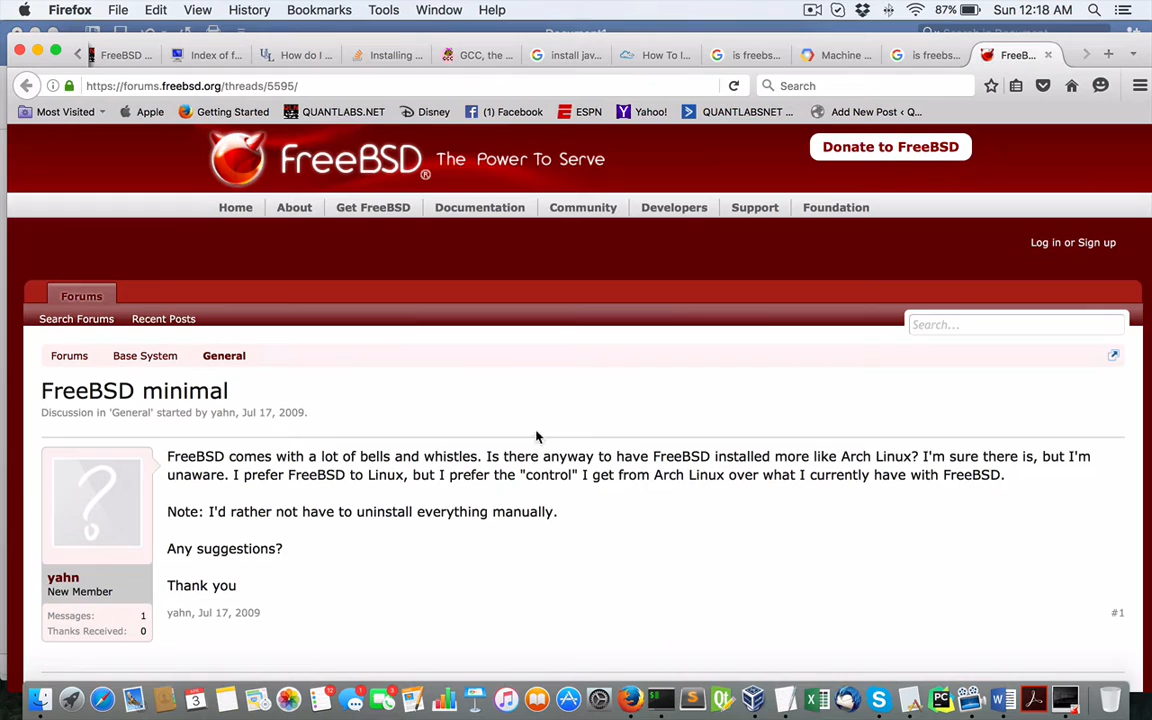 Firefox File Edit View History Bookmarks Tools Window Help 87% Sun 12:18 AM
FreeBSD ... Index of f... How do I ... Installing ... GCC, the ... install jav... How To I... is freebs... Machine ... is freebs... FreeB...
https://forums.freebsd.org/threads/5595/ Search
Most Visited Apple Getting Started QUANTLABS.NET Disney (1) Facebook ESPN Yahoo! QUANTLABSNET ... Add New Post ‹ Q...
FreeBSD® The Power To Serve
Donate to FreeBSD
Home About Get FreeBSD Documentation Community Developers Support Foundation
Log in or Sign up
Forums
Search Forums Recent Posts
Search...
Forums Base System General
FreeBSD minimal
Discussion in 'General' started by yahn, Jul 17, 2009.
FreeBSD comes with a lot of bells and whistles. Is there anyway to have FreeBSD installed more like Arch Linux? I'm sure there is, but I'm
unaware. I prefer FreeBSD to Linux, but I prefer the "control" I get from Arch Linux over what I currently have with FreeBSD.
Note: I'd rather not have to uninstall everything manually.
Any suggestions?
Thank you
yahn, Jul 17, 2009 #1
yahn
New Member
Messages: 1
Thanks Received: 0